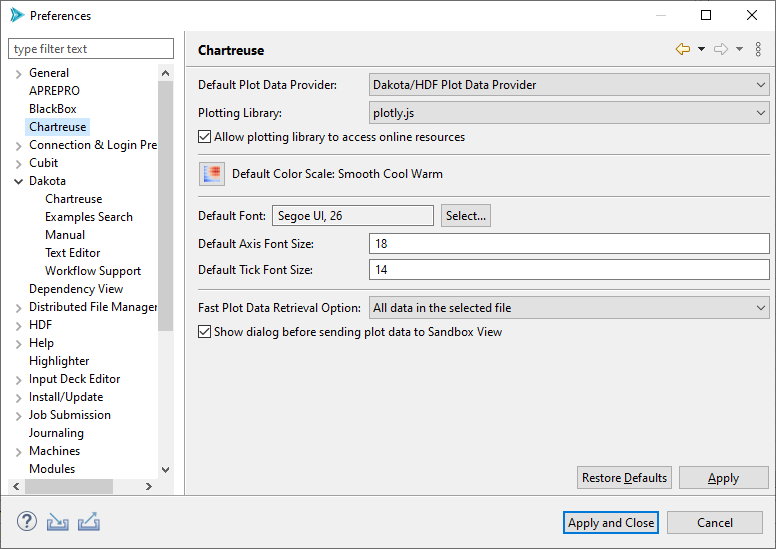 Preferences
type filter text
General
APREPRO
BlackBox
Chartreuse
Connection & Login Pre
Cubit
Dakota
Chartreuse
Examples Search
Manual
Text Editor
Workflow Support
Dependency View
Distributed File Manager
HDF
Help
Highlighter
Input Deck Editor
Install/Update
Job Submission
Journaling
Machines
Modules
Chartreuse
Default Plot Data Provider: Dakota/HDF Plot Data Provider
Plotting Library: plotly.js
Allow plotting library to access online resources
Default Color Scale: Smooth Cool Warm
Default Font: Segoe UI, 26 Select...
Default Axis Font Size: 18
Default Tick Font Size: 14
Fast Plot Data Retrieval Option: All data in the selected file
Show dialog before sending plot data to Sandbox View
Restore Defaults Apply
? Apply and Close Cancel